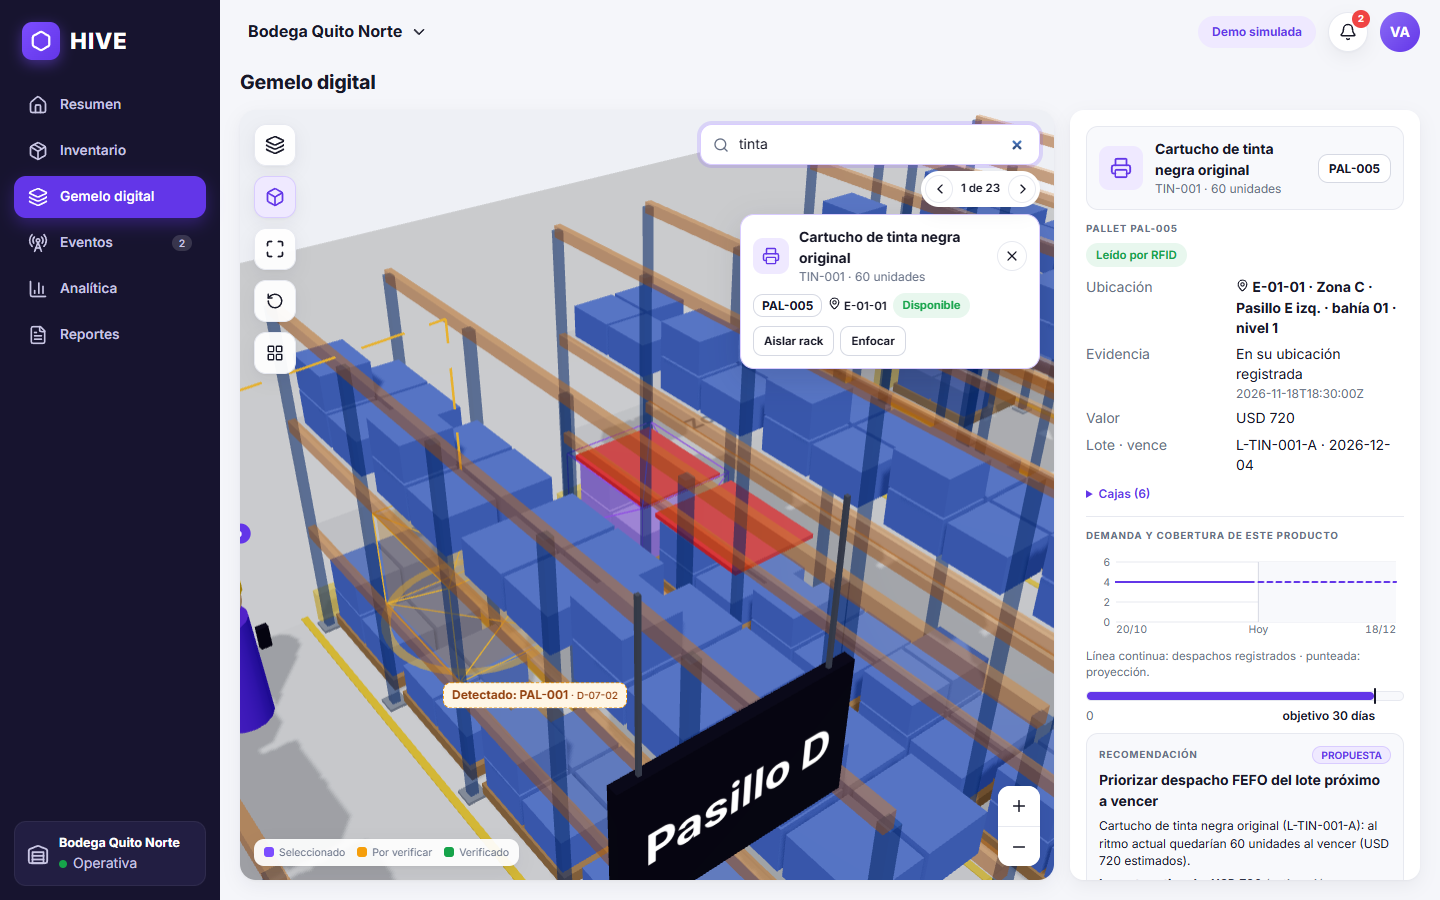 HIVE
Resumen
Inventario
Gemelo digital
Eventos 2
Analítica
Reportes
Bodega Quito Norte
Operativa
Bodega Quito Norte
Demo simulada
2
VA
Gemelo digital
tinta
1 de 23
Cartucho de tinta negra
original
TIN-001 · 60 unidades
PAL-005 E-01-01 Disponible
Aislar rack Enfocar
Detectado: PAL-001 · D-07-02
Pasillo D
Seleccionado Por verificar Verificado
Cartucho de tinta
negra original
TIN-001 · 60 unidades
PAL-005
PALLET PAL-005
Leído por RFID
Ubicación
E-01-01 · Zona C ·
Pasillo E izq. · bahía 01 ·
nivel 1
Evidencia
En su ubicación
registrada
2026-11-18T18:30:00Z
Valor USD 720
Lote · vence L-TIN-001-A · 2026-12-
04
Cajas (6)
DEMANDA Y COBERTURA DE ESTE PRODUCTO
6
4
2
0
20/10 Hoy 18/12
Línea continua: despachos registrados · punteada:
proyección.
0 objetivo 30 días
RECOMENDACIÓN PROPUESTA
Priorizar despacho FEFO del lote próximo
a vencer
Cartucho de tinta negra original (L-TIN-001-A): al
ritmo actual quedarían 60 unidades al vencer (USD
720 estimados).